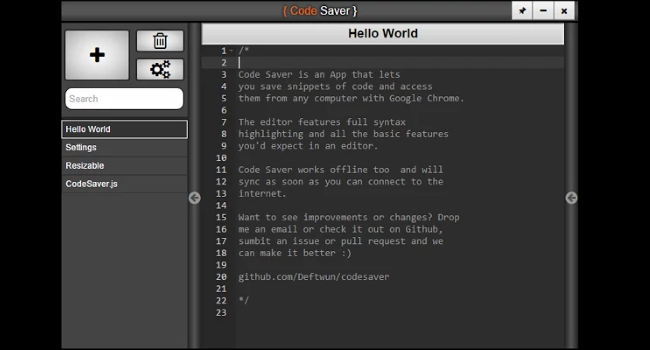 { Code Saver }
Search
Hello World
Settings
Resizable
CodeSaver.js
Hello World
1 /*
2
3 Code Saver is an App that lets
4 you save snippets of code and access
5 them from any computer with Google Chrome.
6
7 The editor features full syntax
8 highlighting and all the basic features
9 you'd expect in an editor.
10
11 Code Saver works offline too  and will
12 sync as soon as you can connect to the
13 internet.
14
15 Want to see improvements or changes? Drop
16 me an email or check it out on Github,
17 sumbit an issue or pull request and we
18 can make it better :)
19
20 github.com/Deftwun/codesaver
21
22 */
23